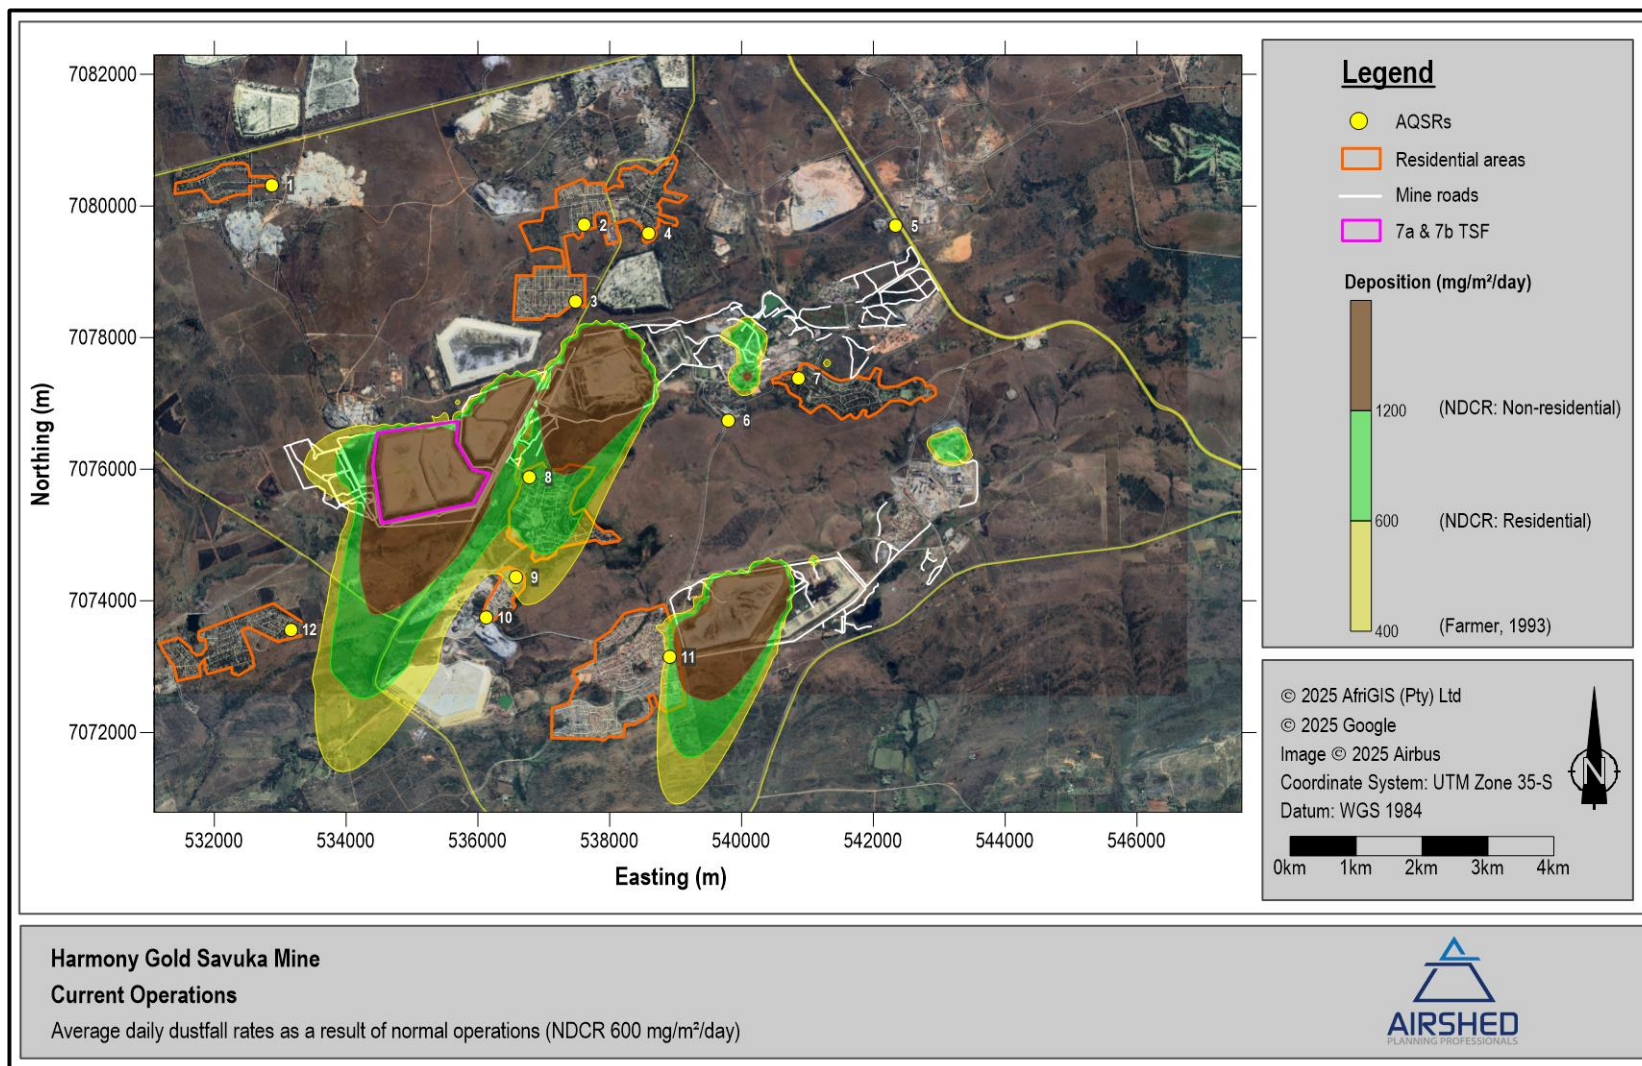 Legend
AQSRs
Residential areas
Mine roads
7a & 7b TSF
Deposition (mg/m²/day)
1200
(NDCR: Non-residential)
600
(NDCR: Residential)
400
(Farmer, 1993)
© 2025 AfriGIS (Pty) Ltd
© 2025 Google
Image © 2025 Airbus
Coordinate System: UTM Zone 35-S
Datum: WGS 1984
N
0km 1km 2km 3km 4km
Northing (m)
7082000
7080000
7078000
7076000
7074000
7072000
1
2
3
4
5
6
7
8
9
10
11
12
532000 534000 536000 538000 540000 542000 544000 546000
Easting (m)
Harmony Gold Savuka Mine
Current Operations
Average daily dustfall rates as a result of normal operations (NDCR 600 mg/m²/day)
AIRSHED
PLANNING PROFESSIONALS